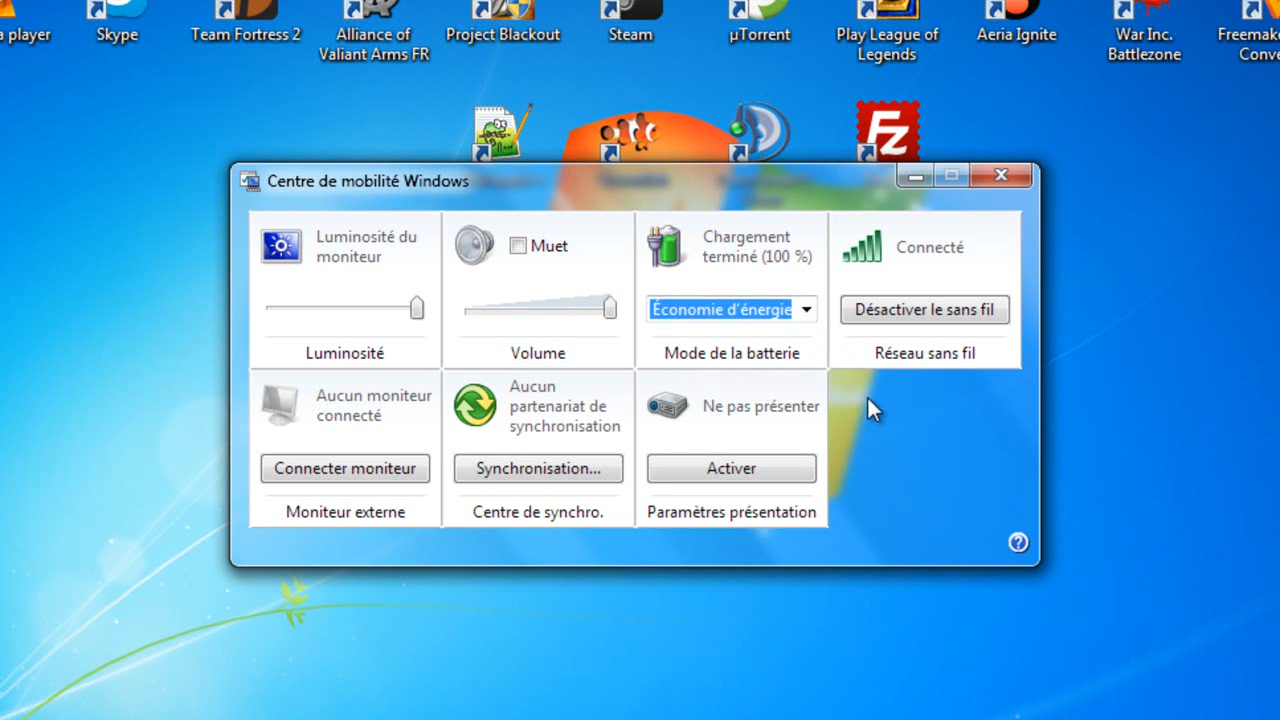 a player
Skype
Team Fortress 2
Alliance of
Valiant Arms FR
Project Blackout
Steam
µTorrent
Play League of
Legends
Aeria Ignite
War Inc.
Battlezone
Freemake
Conve
FZ
Centre de mobilité Windows
Luminosité du
moniteur
Luminosité
Muet
Volume
Chargement
terminé (100 %)
Économie d'énergie
Mode de la batterie
Connecté
Désactiver le sans fil
Réseau sans fil
Aucun moniteur
connecté
Connecter moniteur
Moniteur externe
Aucun
partenariat de
synchronisation
Synchronisation...
Centre de synchro.
Ne pas présenter
Activer
Paramètres présentation